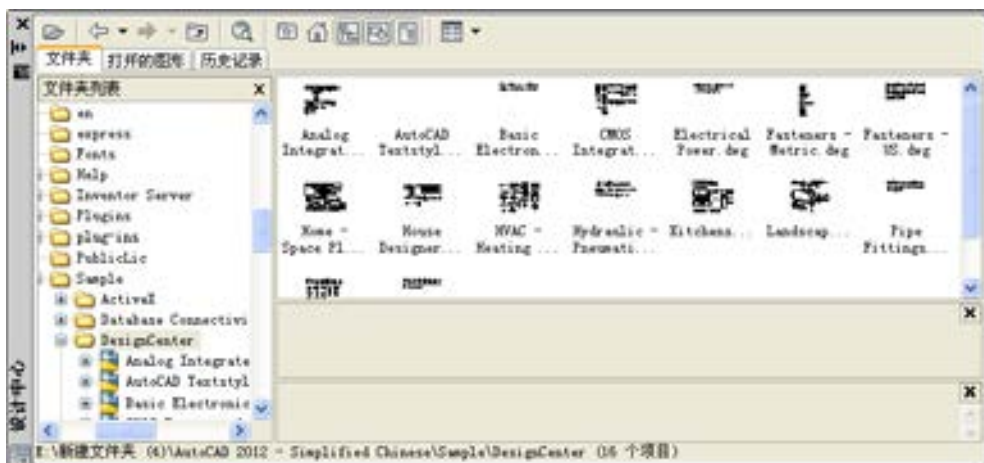 文件夹 打开的图形 历史记录
文件夹列表
en
express
Fonts
Help
Inventor Server
Plugins
plug-ins
PublicLic
Sample
ActiveX
Database Connectivi
DesignCenter
Analog Integrate
AutoCAD Textstyl
Basic Electronic
Analog Integrat...
AutoCAD Textstyl...
Basic Electron...
CMOS Integrat...
Electrical Power.dwg
Fasteners - Metric.dwg
Fasteners - US.dwg
Home - Space Pl...
House Designer...
HVAC - Heating ...
Hydraulic - Pneumati...
Kitchens...
Landscap...
Pipe Fittings...
设计中心
E:\新建文件夹 (4)\AutoCAD 2012 - Simplified Chinese\Sample\DesignCenter (16 个项目)